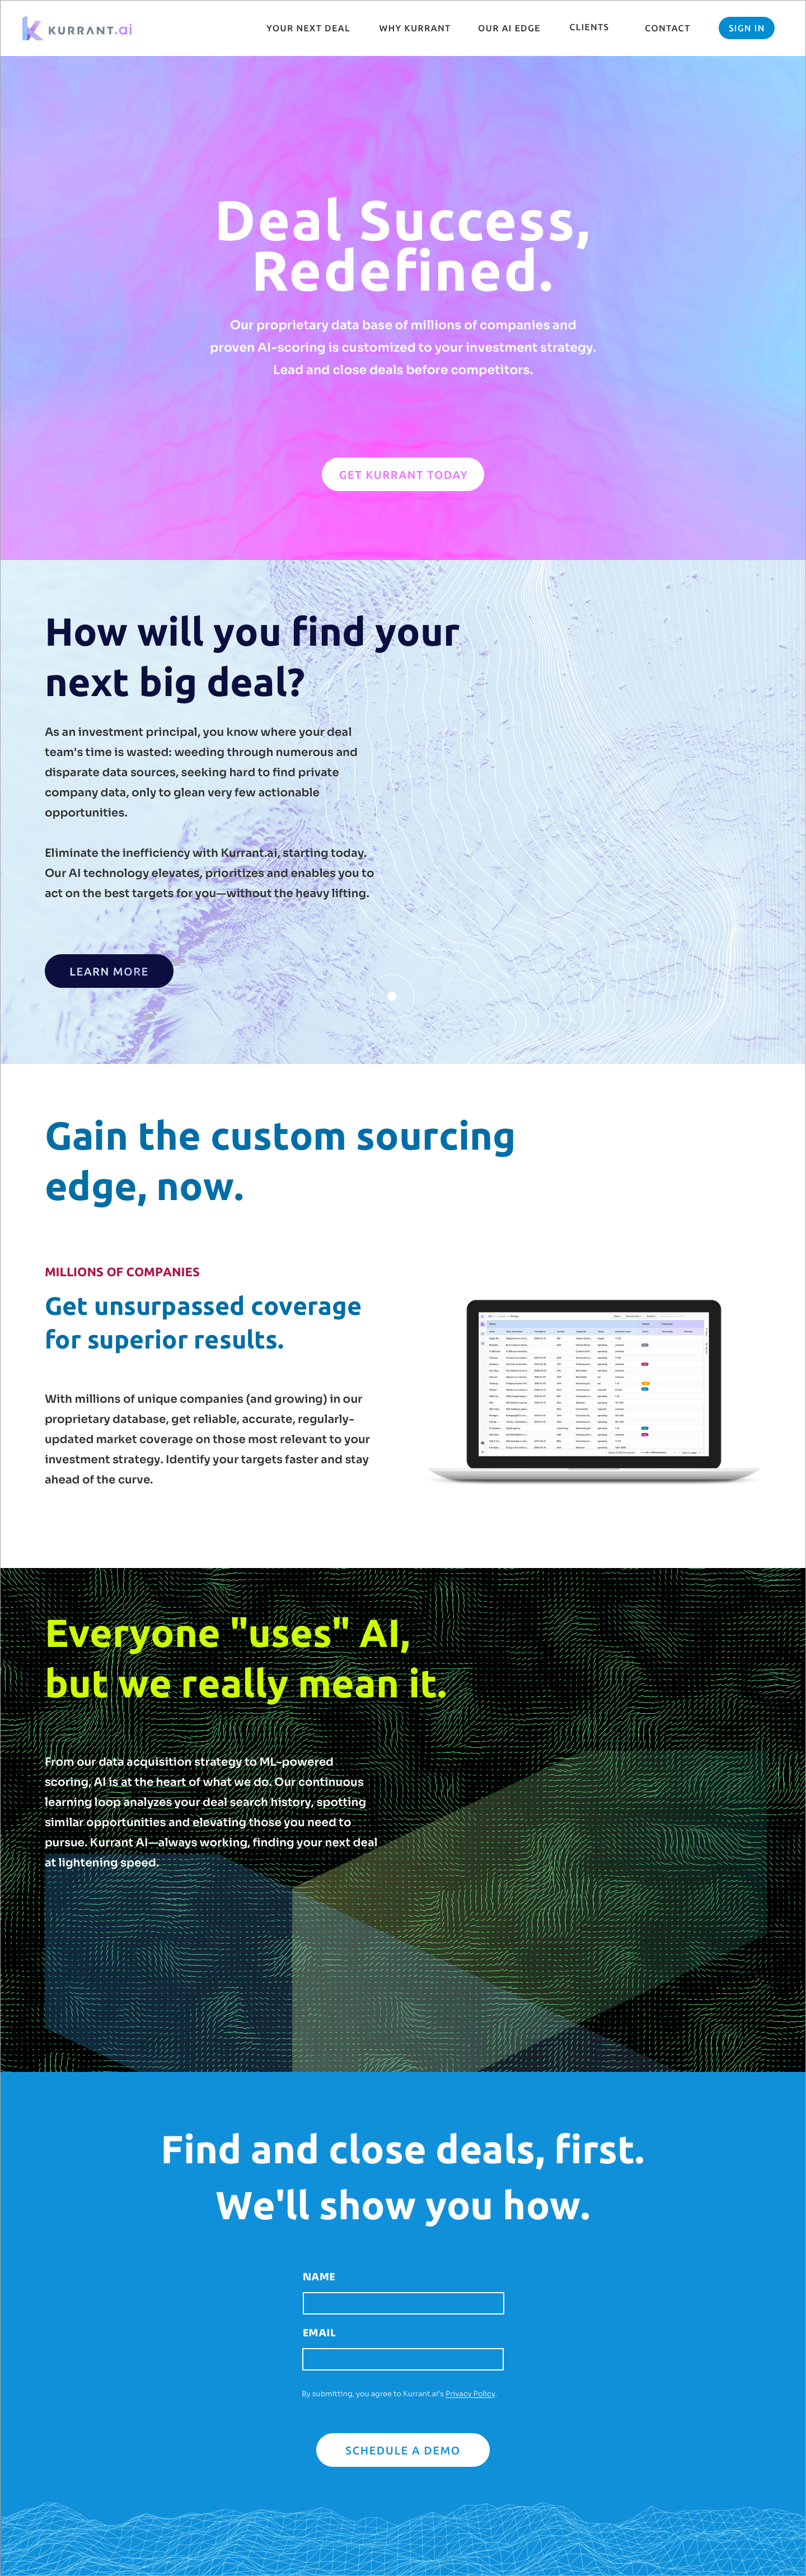 KURRANT.ai
YOUR NEXT DEAL
WHY KURRANT
OUR AI EDGE
CLIENTS
CONTACT
SIGN IN
Deal Success,
Redefined.
Our proprietary data base of millions of companies and
proven AI-scoring is customized to your investment strategy.
Lead and close deals before competitors.
GET KURRANT TODAY
How will you find your
next big deal?
As an investment principal, you know where your deal
team's time is wasted: weeding through numerous and
disparate data sources, seeking hard to find private
company data, only to glean very few actionable
opportunities.
Eliminate the inefficiency with Kurrant.ai, starting today.
Our AI technology elevates, prioritizes and enables you to
act on the best targets for you—without the heavy lifting.
LEARN MORE
Gain the custom sourcing
edge, now.
MILLIONS OF COMPANIES
Get unsurpassed coverage
for superior results.
With millions of unique companies (and growing) in our
proprietary database, get reliable, accurate, regularly-
updated market coverage on those most relevant to your
investment strategy. Identify your targets faster and stay
ahead of the curve.
Everyone "uses" AI,
but we really mean it.
From our data acquisition strategy to ML-powered
scoring, AI is at the heart of what we do. Our continuous
learning loop analyzes your deal search history, spotting
similar opportunities and elevating those you need to
pursue. Kurrant AI—always working, finding your next deal
at lightening speed.
Find and close deals, first.
We'll show you how.
NAME
EMAIL
By submitting, you agree to Kurrant.ai's Privacy Policy.
SCHEDULE A DEMO